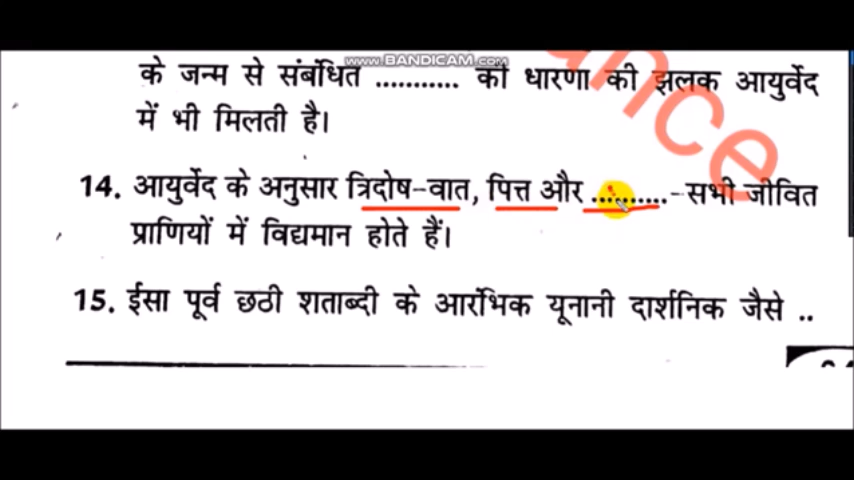 www.BANDICAM.com
के जन्म से संबंधित ........... की धारणा की झलक आयुर्वेद
में भी मिलती है।
14. आयुर्वेद के अनुसार त्रिदोष-वात, पित्त और ..........-सभी जीवित
प्राणियों में विद्यमान होते हैं।
15. ईसा पूर्व छठी शताब्दी के आरंभिक यूनानी दार्शनिक जैसे ..